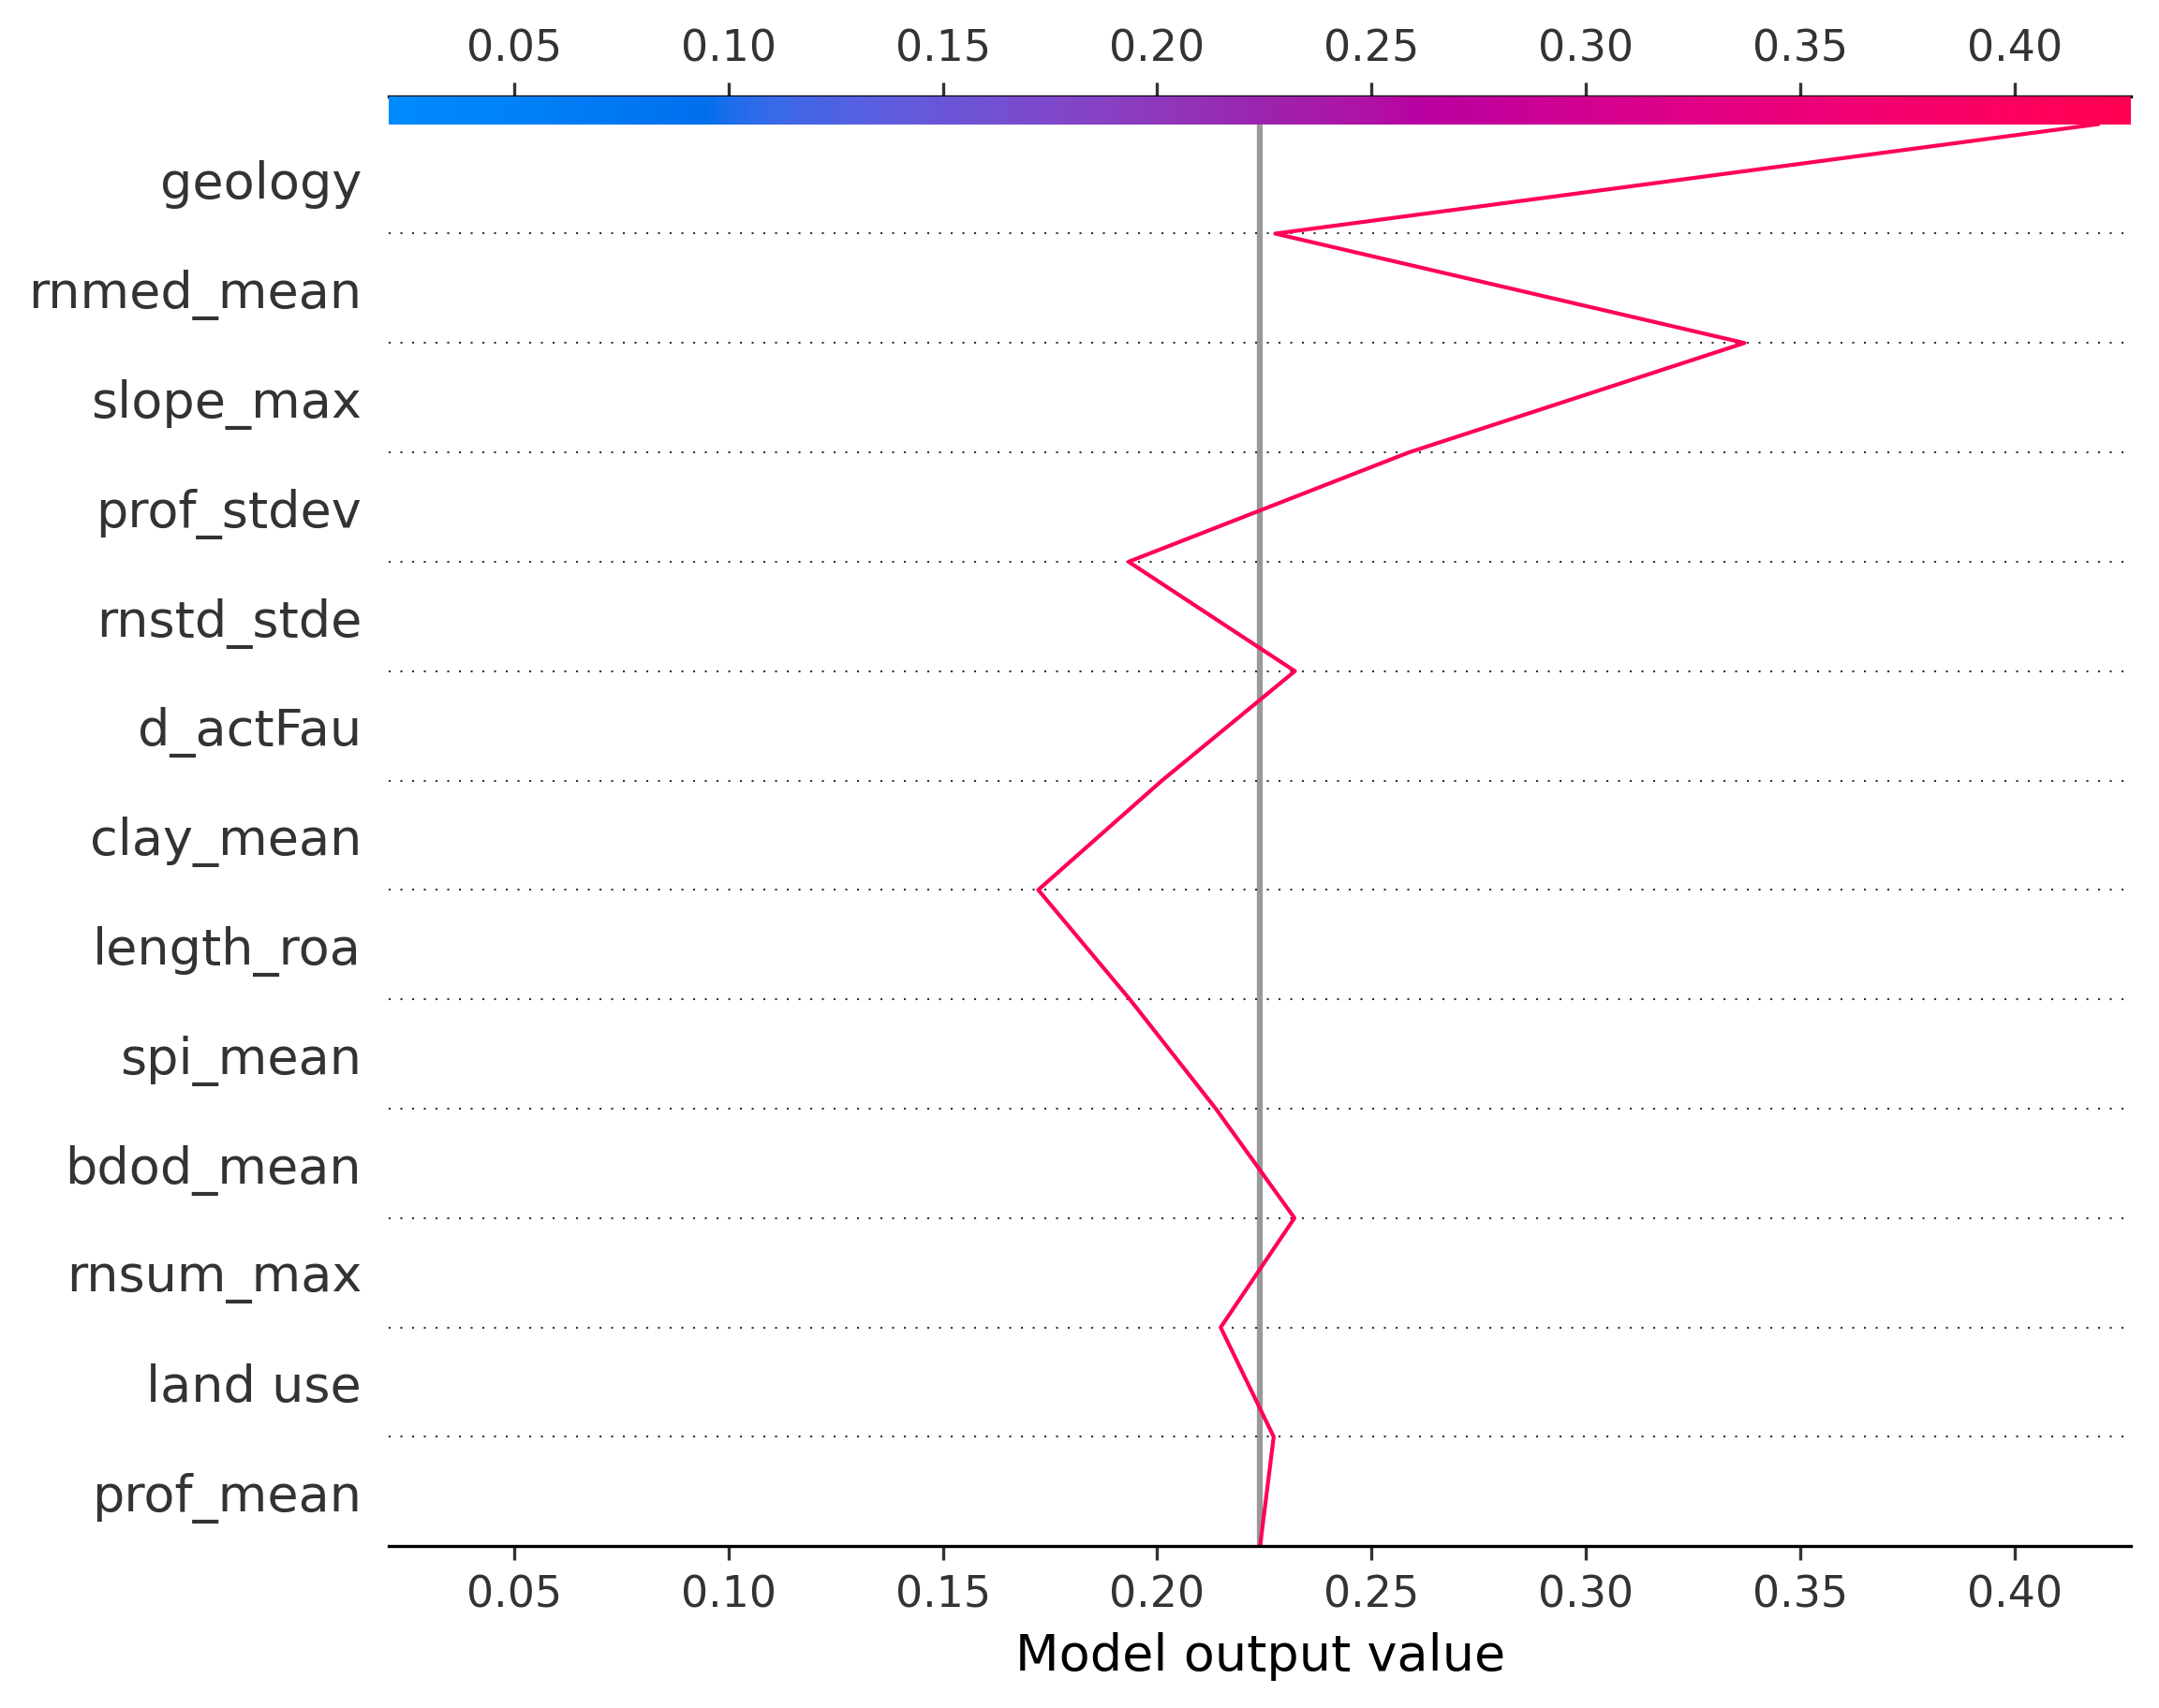 0.05 0.10 0.15 0.20 0.25 0.30 0.35 0.40
geology
rnmed_mean
slope_max
prof_stdev
rnstd_stde
d_actFau
clay_mean
length_roa
spi_mean
bdod_mean
rnsum_max
land use
prof_mean
0.05 0.10 0.15 0.20 0.25 0.30 0.35 0.40
Model output value